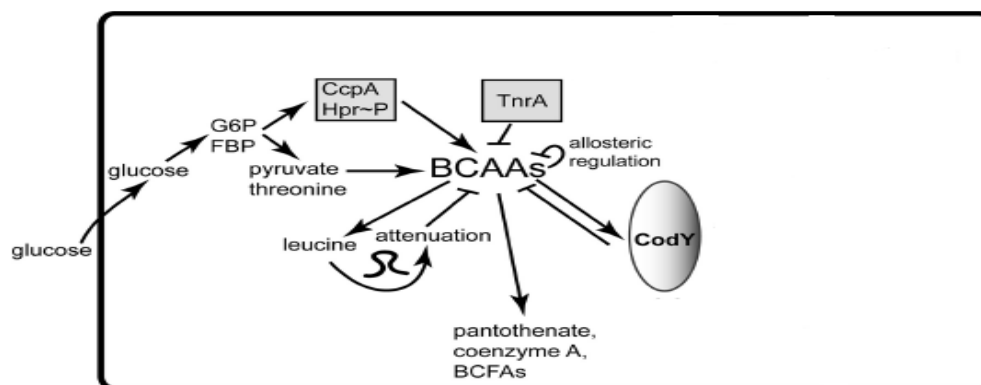 CcpA
Hpr~P
TnrA
G6P
FBP
allosteric
regulation
glucose
pyruvate
threonine
BCAAs
glucose
leucine
attenuation
CodY
pantothenate,
coenzyme A,
BCFAs